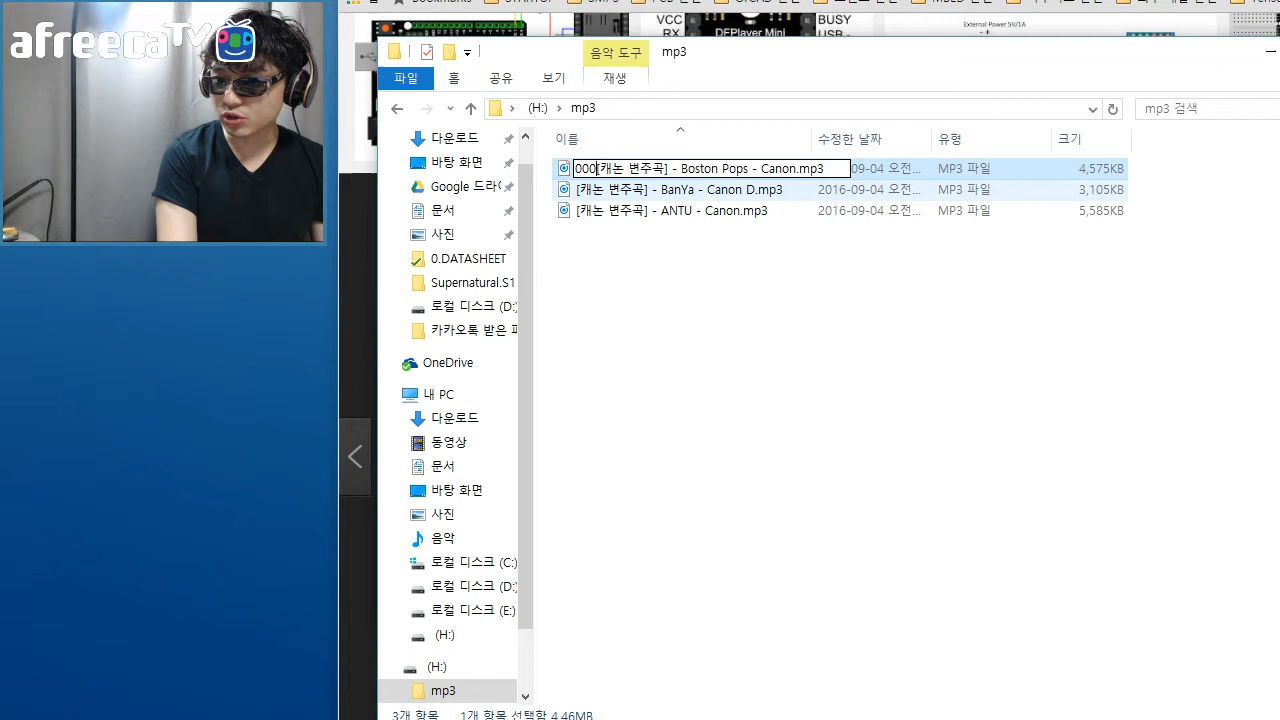 afreecaTV
Bookmarks
VCC
RX
DFPlayer Mini
BUSY
USB -
External Power 5V/1A
음악 도구
mp3
파일
홈
공유
보기
재생
(H:)
mp3
mp3 검색
이름
수정한 날짜
유형
크기
000[캐논 변주곡] - Boston Pops - Canon.mp3
09-04 오전...
MP3 파일
4,575KB
[캐논 변주곡] - BanYa - Canon D.mp3
2016-09-04 오전...
MP3 파일
3,105KB
[캐논 변주곡] - ANTU - Canon.mp3
2016-09-04 오전...
MP3 파일
5,585KB
다운로드
바탕 화면
Google 드라이
문서
사진
0.DATASHEET
Supernatural.S1
로컬 디스크 (D:)
카카오톡 받은 파
OneDrive
내 PC
다운로드
동영상
문서
바탕 화면
사진
음악
로컬 디스크 (C:)
로컬 디스크 (D:)
로컬 디스크 (E:)
(H:)
(H:)
mp3
3개 항목
1개 항목 선택함 4.46MB